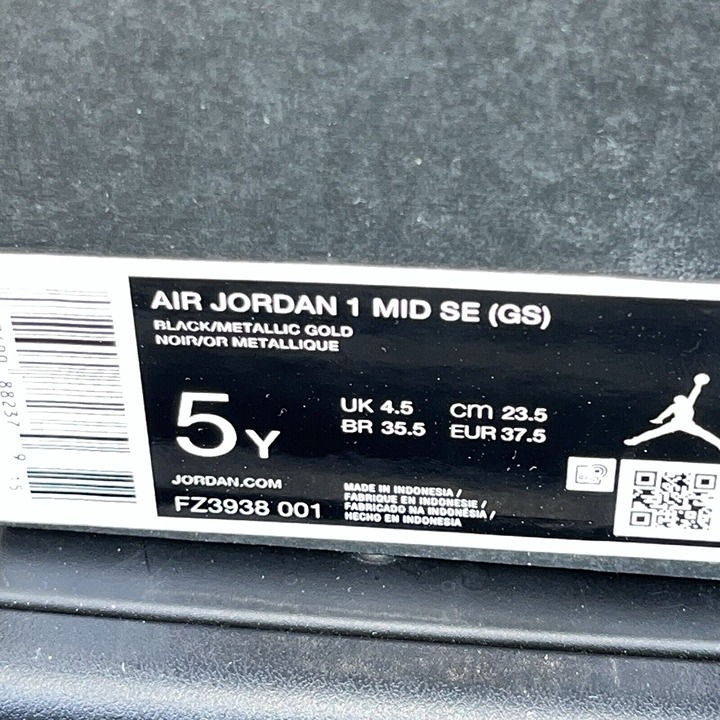 AIR JORDAN 1 MID SE (GS)
BLACK/METALLIC GOLD
NOIR/OR METALLIQUE
5Y
UK 4.5 cm 23.5
BR 35.5 EUR 37.5
JORDAN.COM
FZ3938 001
MADE IN INDONESIA /
FABRIQUE EN INDONESIE /
FABRICADO NA INDONÉSIA /
HECHO EN INDONESIA
88237